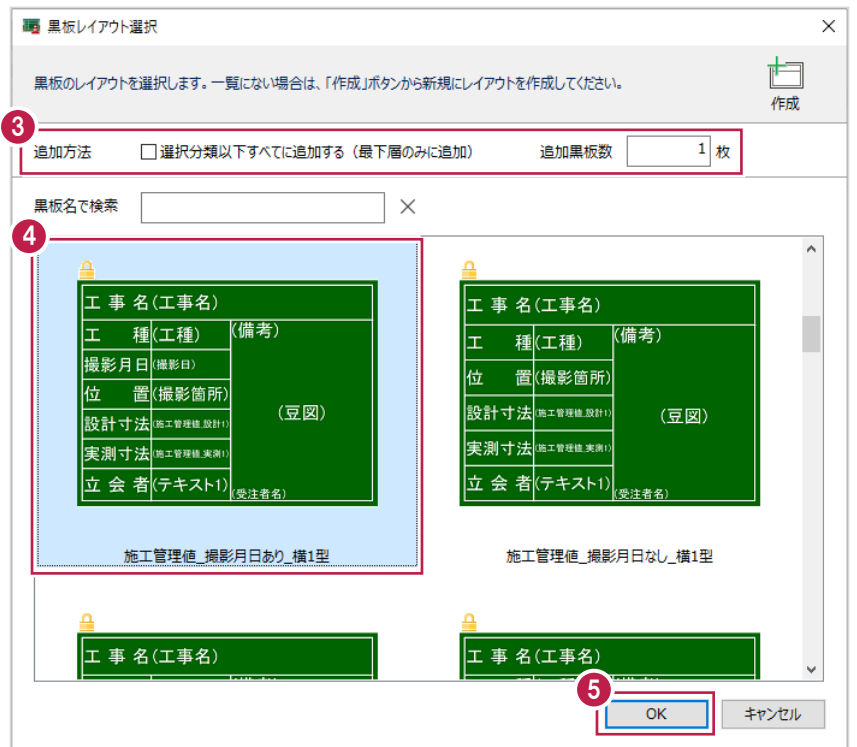 黒板レイアウト選択
黒板のレイアウトを選択します。一覧にない場合は、「作成」ボタンから新規にレイアウトを作成してください。
作成
3
追加方法 選択分類以下すべてに追加する（最下層のみに追加） 追加黒板数 1 枚
黒板名で検索
4
工事名(工事名)
工種(工種)
撮影月日(撮影日)
位置(撮影箇所)
設計寸法(施工管理値_設計1)
実測寸法(施工管理値_実測1)
立会者(テキスト1)
(備考)
(豆図)
(受注者名)
施工管理値_撮影月日あり_横1型
工事名(工事名)
工種(工種)
位置(撮影箇所)
設計寸法(施工管理値_設計1)
実測寸法(施工管理値_実測1)
立会者(テキスト1)
(備考)
(豆図)
(受注者名)
施工管理値_撮影月日なし_横1型
工事名(工事名)
工事名(工事名)
5
OK キャンセル